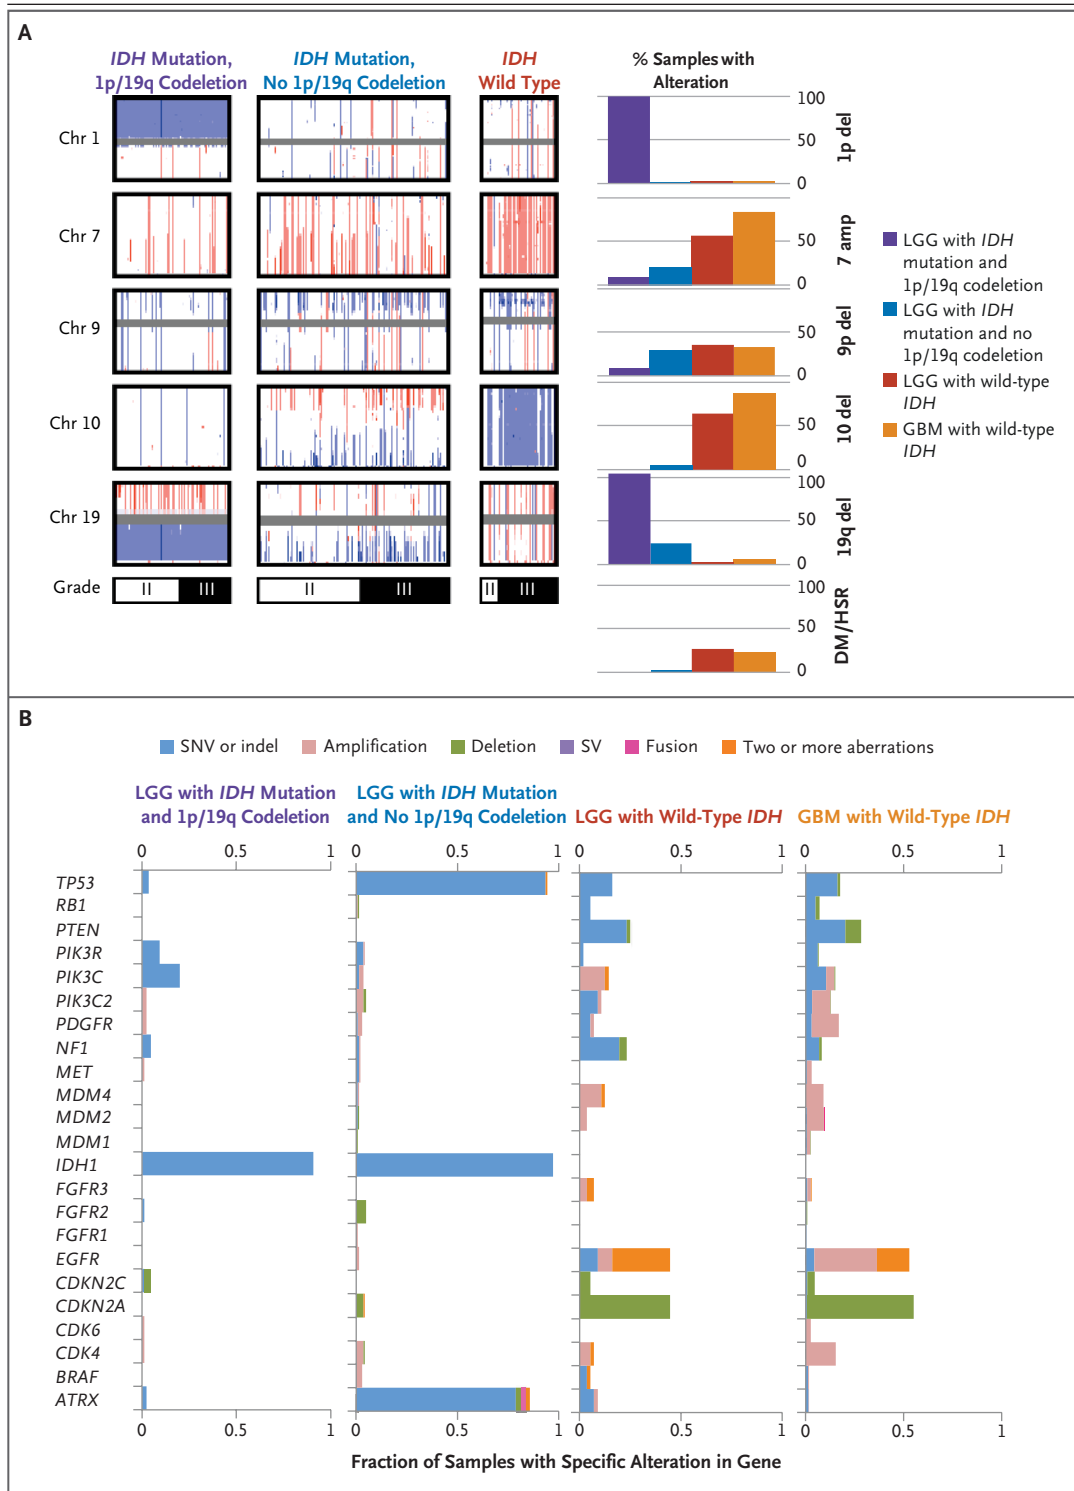 A
IDH Mutation,
1p/19q Codeletion
IDH Mutation,
No 1p/19q Codeletion
IDH
Wild Type
% Samples with
Alteration
Chr 1
Chr 7
Chr 9
Chr 10
Chr 19
Grade
II III
II III
II III
100
50
0
1p del
50
0
7 amp
50
0
9p del
50
0
10 del
100
50
0
19q del
100
50
0
DM/HSR
LGG with IDH
mutation and
1p/19q codeletion
LGG with IDH
mutation and no
1p/19q codeletion
LGG with wild-type
IDH
GBM with wild-type
IDH
B
SNV or indel Amplification Deletion SV Fusion Two or more aberrations
LGG with IDH Mutation
and 1p/19q Codeletion
LGG with IDH Mutation
and No 1p/19q Codeletion
LGG with Wild-Type IDH
GBM with Wild-Type IDH
0 0.5 1
0 0.5 1
0 0.5 1
0 0.5 1
TP53
RB1
PTEN
PIK3R
PIK3C
PIK3C2
PDGFR
NF1
MET
MDM4
MDM2
MDM1
IDH1
FGFR3
FGFR2
FGFR1
EGFR
CDKN2C
CDKN2A
CDK6
CDK4
BRAF
ATRX
0 0.5 1
0 0.5 1
0 0.5 1
0 0.5 1
Fraction of Samples with Specific Alteration in Gene